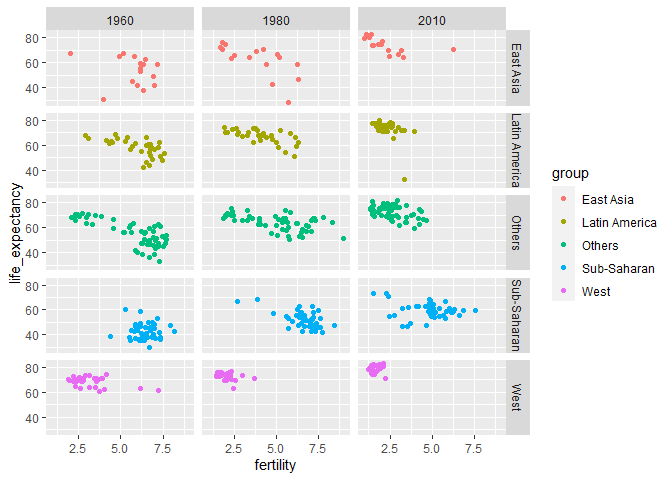 1960 1980 2010
80
60
40
East Asia
80
60
40
Latin America
80
60
40
Others
80
60
40
Sub-Saharan
80
60
40
West
2.5 5.0 7.5 2.5 5.0 7.5 2.5 5.0 7.5
fertility
life_expectancy
group
East Asia
Latin America
Others
Sub-Saharan
West